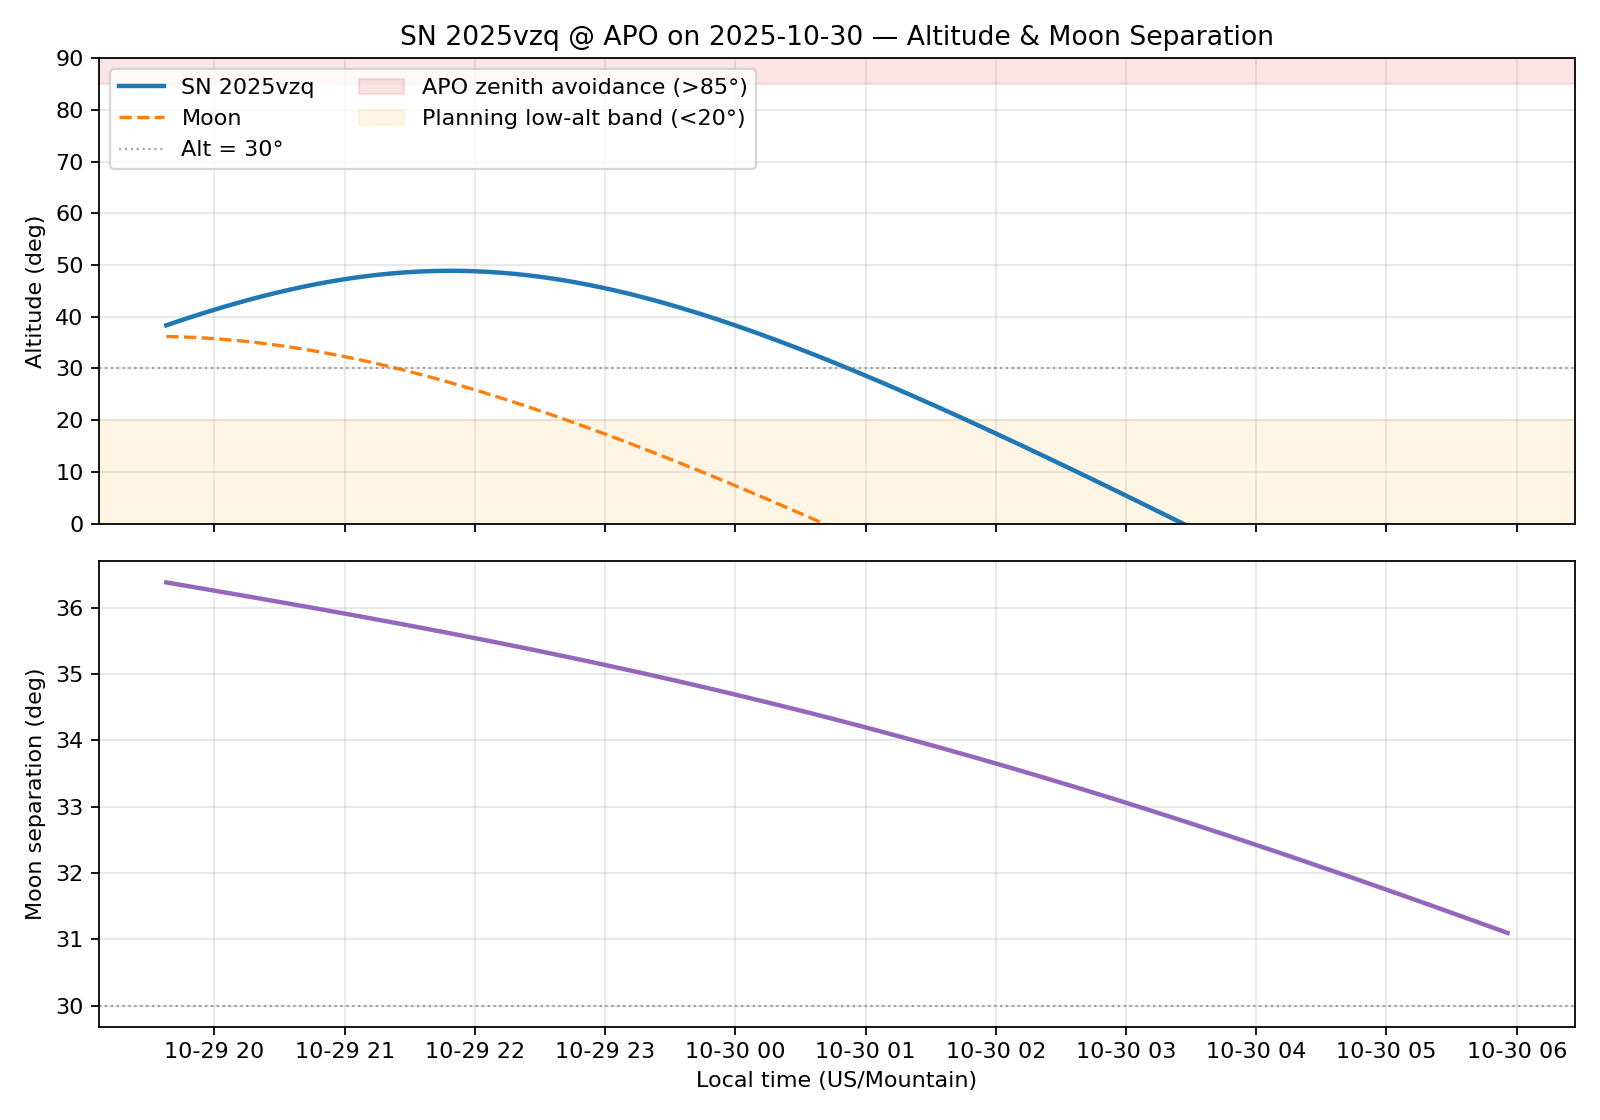 SN 2025vzq @ APO on 2025-10-30 — Altitude & Moon Separation
SN 2025vzq
Moon
Alt = 30°
APO zenith avoidance (>85°)
Planning low-alt band (<20°)
Altitude (deg)
90
80
70
60
50
40
30
20
10
0
Moon separation (deg)
36
35
34
33
32
31
30
10-29 20 10-29 21 10-29 22 10-29 23 10-30 00 10-30 01 10-30 02 10-30 03 10-30 04 10-30 05 10-30 06
Local time (US/Mountain)